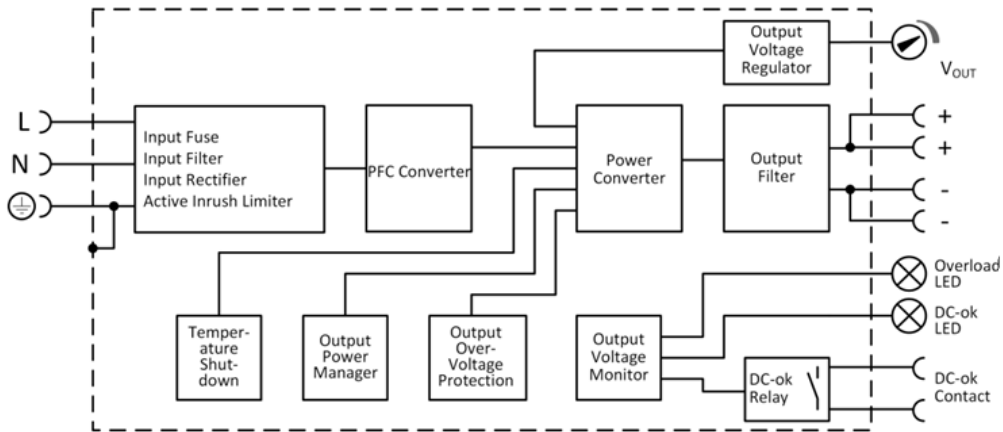 Output
Voltage
Regulator
V_OUT
L
N
Input Fuse
Input Filter
Input Rectifier
Active Inrush Limiter
PFC Converter
Power
Converter
Output
Filter
+
+
-
-
Temper-
ature
Shut-
down
Output
Power
Manager
Output
Over-
Voltage
Protection
Output
Voltage
Monitor
DC-ok
Relay
Overload
LED
DC-ok
LED
DC-ok
Contact